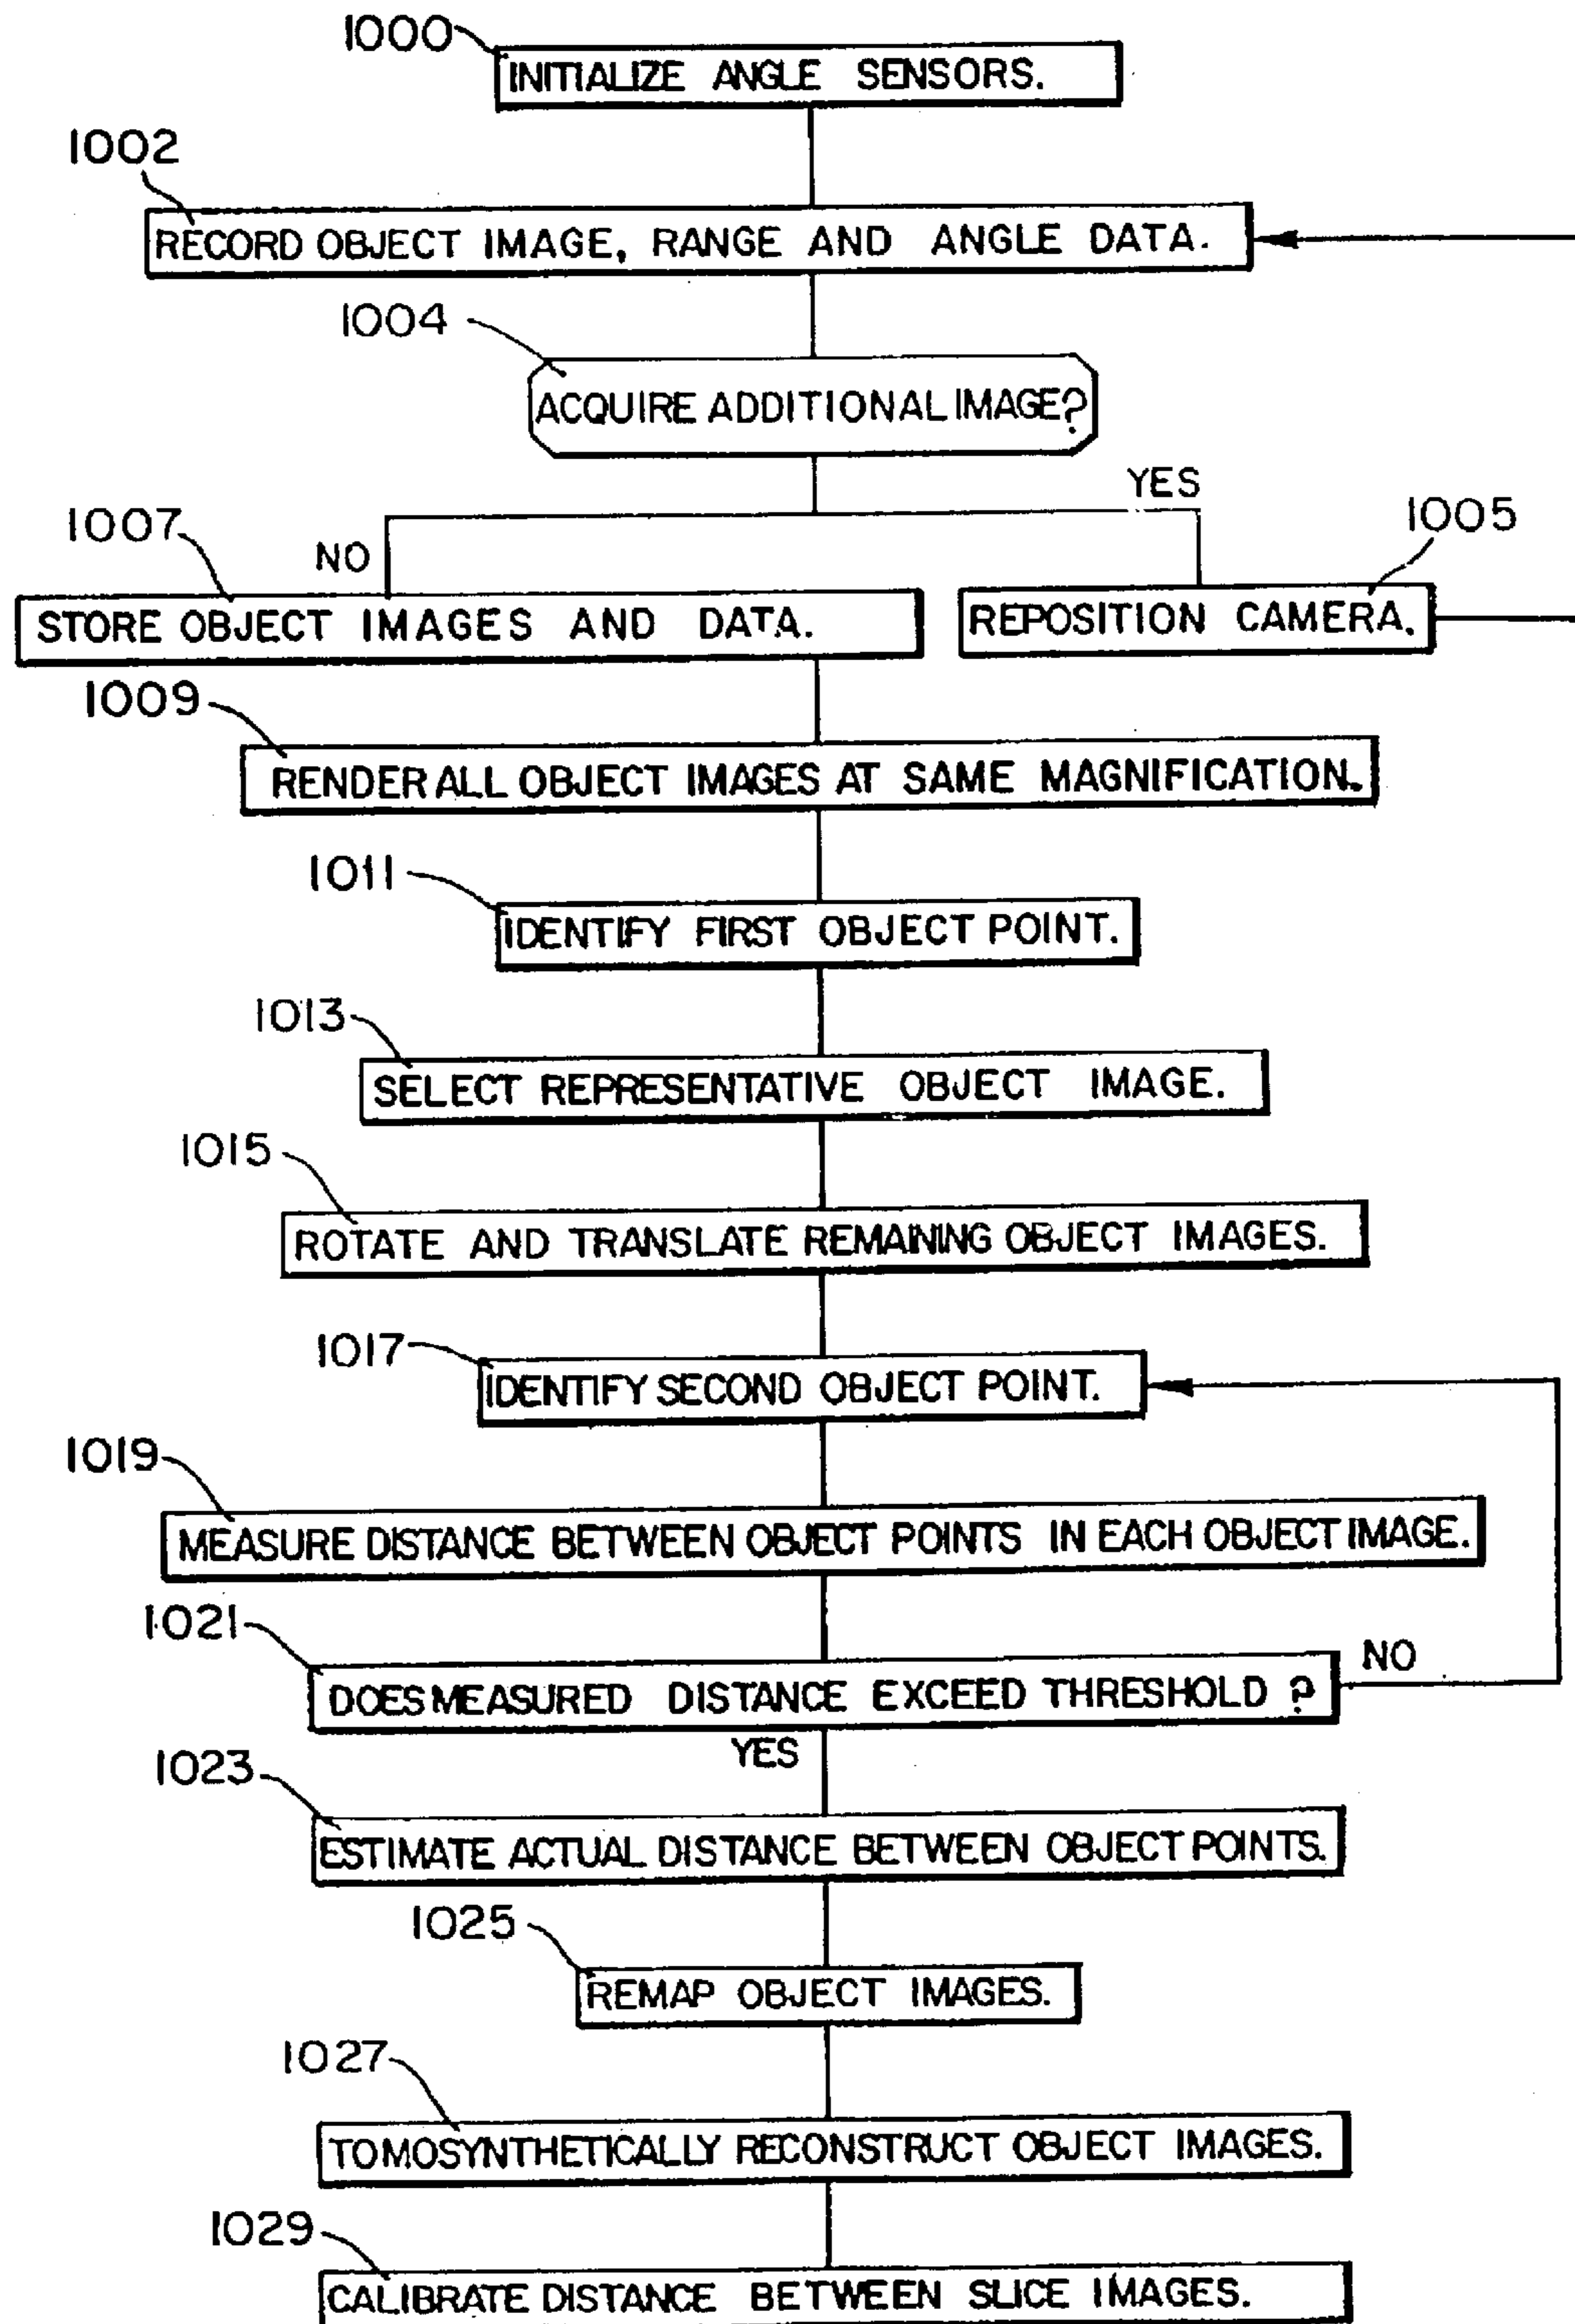 1000
INITIALIZE ANGLE SENSORS.
1002
RECORD OBJECT IMAGE, RANGE AND ANGLE DATA.
1004
ACQUIRE ADDITIONAL IMAGE?
YES
1007
1005
NO
STORE OBJECT IMAGES AND DATA.
REPOSITION CAMERA.
1009
RENDER ALL OBJECT IMAGES AT SAME MAGNIFICATION.
1011
IDENTIFY FIRST OBJECT POINT.
1013
SELECT REPRESENTATIVE OBJECT IMAGE.
1015
ROTATE AND TRANSLATE REMAINING OBJECT IMAGES.
1017
IDENTIFY SECOND OBJECT POINT.
1019
MEASURE DISTANCE BETWEEN OBJECT POINTS IN EACH OBJECT IMAGE.
1021
NO
DOES MEASURED DISTANCE EXCEED THRESHOLD ?
YES
1023
ESTIMATE ACTUAL DISTANCE BETWEEN OBJECT POINTS.
1025
REMAP OBJECT IMAGES.
1027
TOMOSYNTHETICALLY RECONSTRUCT OBJECT IMAGES.
1029
CALIBRATE DISTANCE BETWEEN SLICE IMAGES.